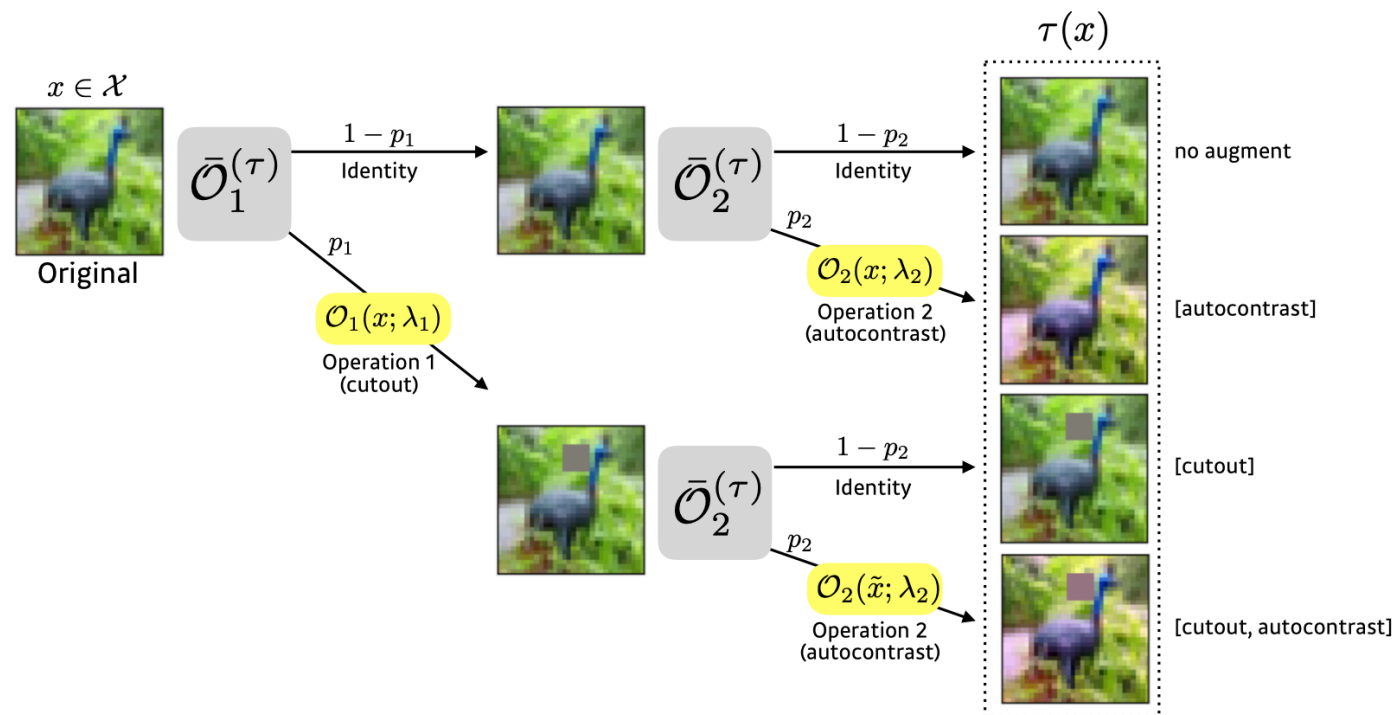 τ(x)
x ∈ 𝒳
Original
𝒪̄₁^(τ)
1 − p₁
Identity
p₁
𝒪₁(x; λ₁)
Operation 1
(cutout)
𝒪̄₂^(τ)
1 − p₂
Identity
p₂
𝒪₂(x; λ₂)
Operation 2
(autocontrast)
no augment
[autocontrast]
𝒪̄₂^(τ)
1 − p₂
Identity
p₂
𝒪₂(x̃; λ₂)
Operation 2
(autocontrast)
[cutout]
[cutout, autocontrast]